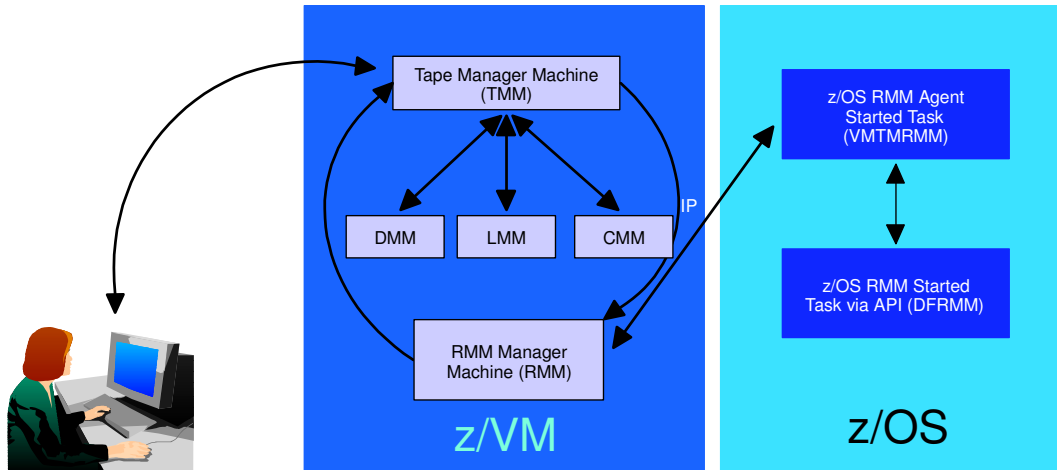 Tape Manager Machine
(TMM)
DMM
LMM
CMM
IP
RMM Manager
Machine (RMM)
z/VM
z/OS RMM Agent
Started Task
(VMTMRMM)
z/OS RMM Started
Task via API (DFRMM)
z/OS